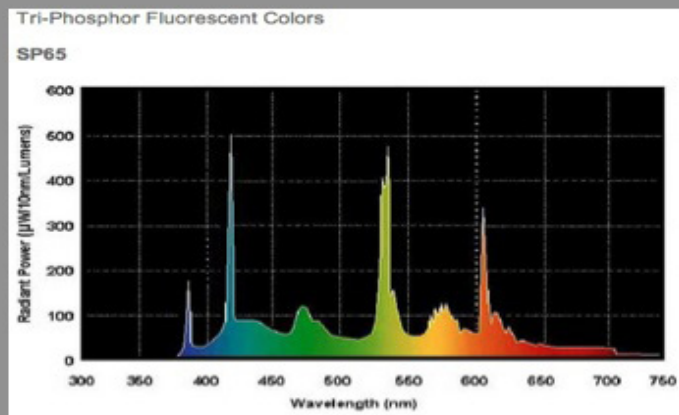 Tri-Phosphor Fluorescent Colors
SP65
600
600
400
300
200
100
0
Radiant Power (µW/10nm/Lumens)
300 350 400 450 500 550 600 650 700 750
Wavelength (nm)